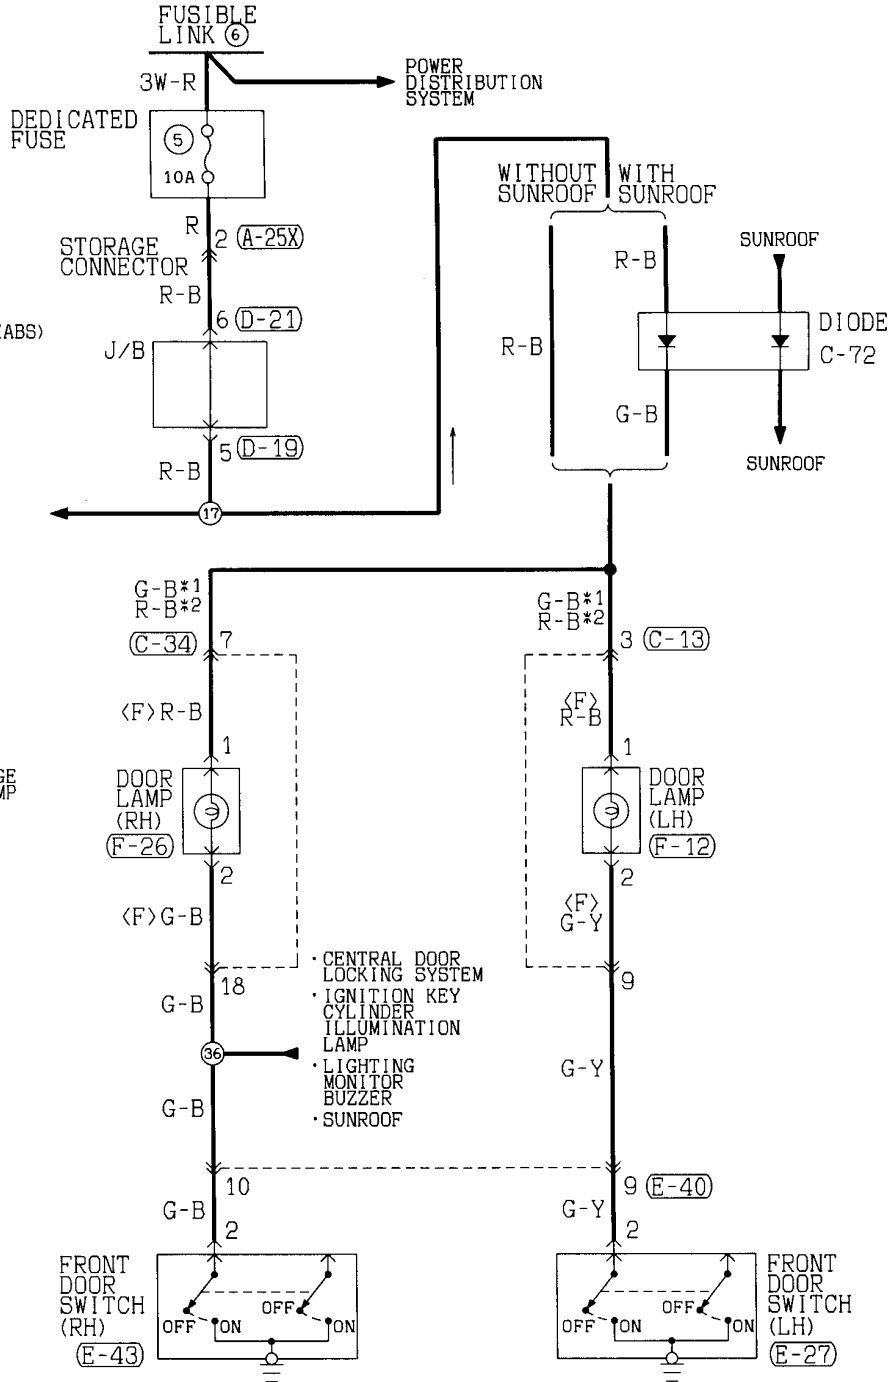 FUSIBLE
LINK 6
3W-R
POWER
DISTRIBUTION
SYSTEM
DEDICATED
FUSE
5
10A
R
2 A-25X
STORAGE
CONNECTOR
R-B
6 D-21
(ABS)
J/B
5 D-19
R-B
17
WITHOUT
SUNROOF
WITH
SUNROOF
R-B
R-B
G-B
SUNROOF
DIODE
C-72
SUNROOF
G-B*1
R-B*2
C-34 7
G-B*1
R-B*2
3 C-13
<F>R-B
<F>
R-B
1
1
DOOR
LAMP
(RH)
F-26
DOOR
LAMP
(LH)
F-12
2
2
<F>G-B
<F>
G-Y
18
9
G-B
36
· CENTRAL DOOR
LOCKING SYSTEM
· IGNITION KEY
CYLINDER
ILLUMINATION
LAMP
· LIGHTING
MONITOR
BUZZER
· SUNROOF
G-Y
G-B
10
9 E-40
G-B
G-Y
2
2
FRONT
DOOR
SWITCH
(RH)
E-43
OFF ON
OFF ON
FRONT
DOOR
SWITCH
(LH)
E-27
OFF ON
OFF ON